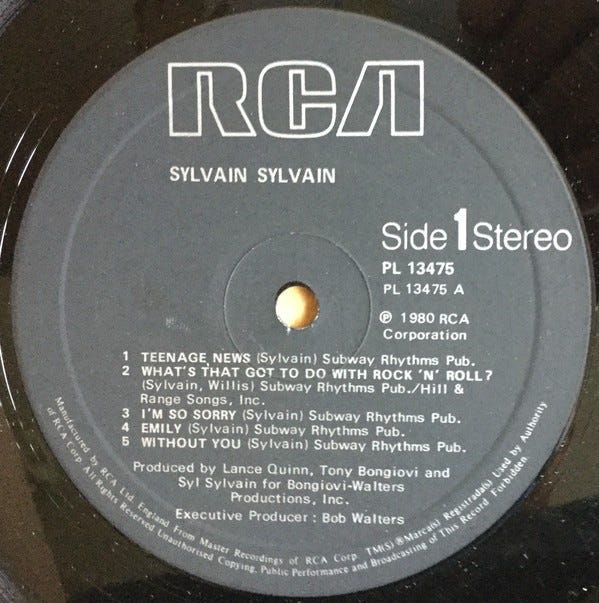 RCA
SYLVAIN SYLVAIN
Side 1 Stereo
PL 13475
PL 13475 A
℗ 1980 RCA
Corporation
1 TEENAGE NEWS (Sylvain) Subway Rhythms Pub.
2 WHAT'S THAT GOT TO DO WITH ROCK 'N' ROLL?
(Sylvain, Willis) Subway Rhythms Pub./Hill &
Range Songs, Inc.
3 I'M SO SORRY (Sylvain) Subway Rhythms Pub.
4 EMILY (Sylvain) Subway Rhythms Pub.
5 WITHOUT YOU (Sylvain) Subway Rhythms Pub.
Produced by Lance Quinn, Tony Bongiovi and
Syl Sylvain for Bongiovi-Walters
Productions, Inc.
Executive Producer : Bob Walters
Manufactured by RCA Ltd. England From Master Recordings of RCA Corp. TM(S) ® Marca(s) Registrada(s) Used by Authority
of RCA Corp. All Rights Reserved Unauthorised Copying, Public Performance and Broadcasting of This Record Forbidden